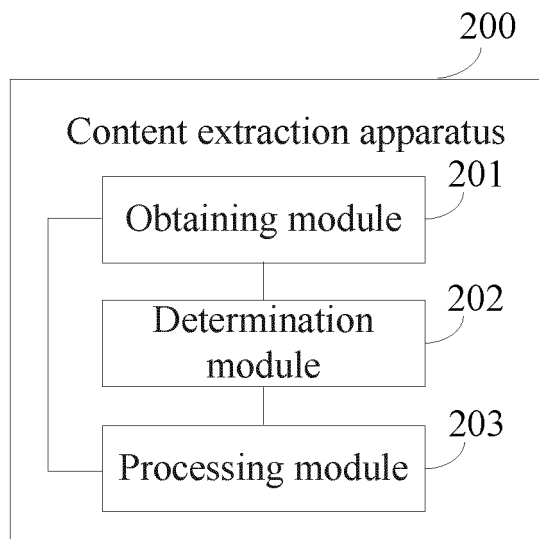 200
Content extraction apparatus
201
Obtaining module
202
Determination
module
203
Processing module